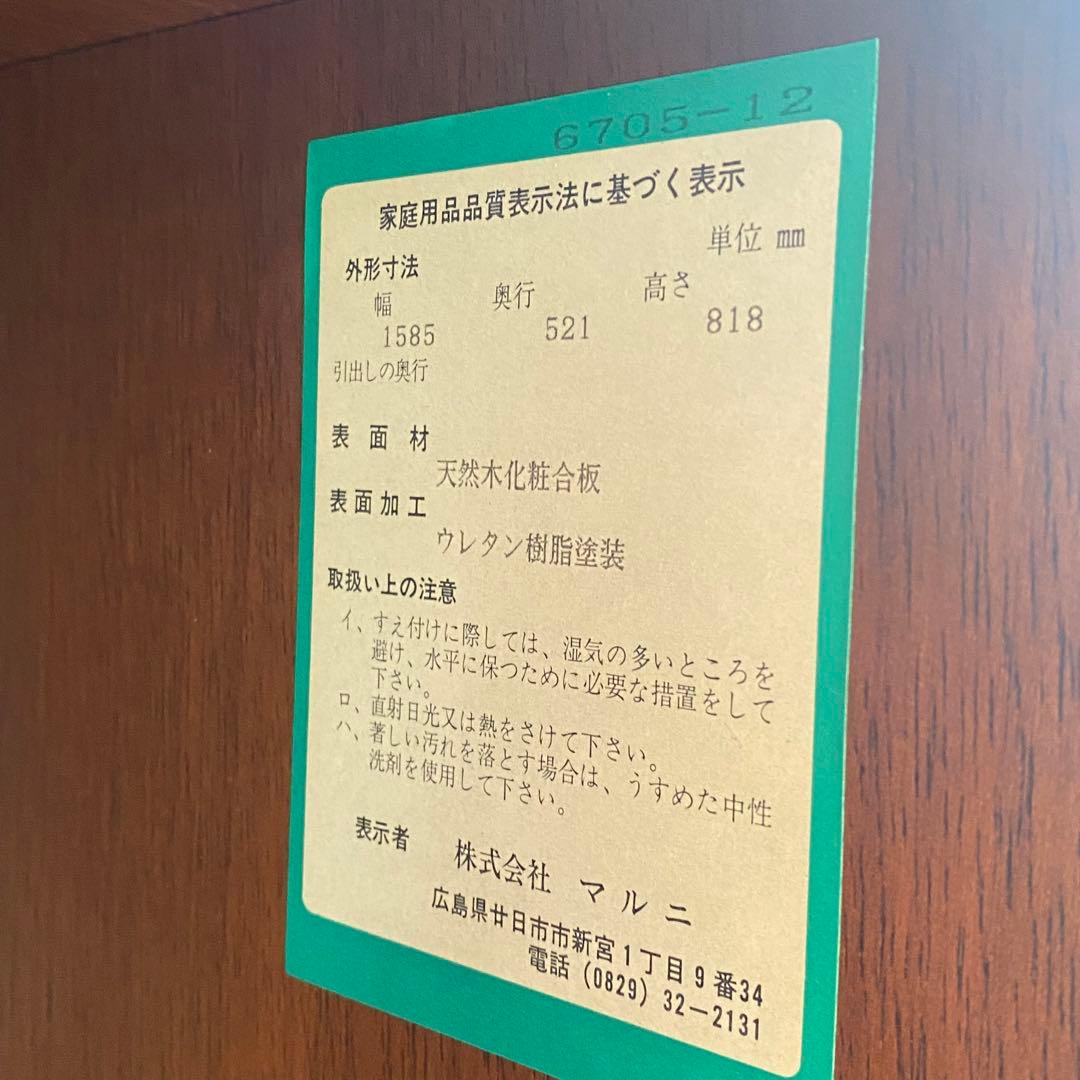 6705-12
家庭用品品質表示法に基づく表示
単位 mm
外形寸法
幅 奥行 高さ
1585 521 818
引出しの奥行
表面材
天然木化粧合板
表面加工
ウレタン樹脂塗装
取扱い上の注意
イ、すえ付けに際しては、湿気の多いところを
避け、水平に保つために必要な措置をして
下さい。
ロ、直射日光又は熱をさけて下さい。
ハ、著しい汚れを落とす場合は、うすめた中性
洗剤を使用して下さい。
表示者 株式会社 マルニ
広島県廿日市市新宮1丁目9番34
電話 (0829) 32-2131